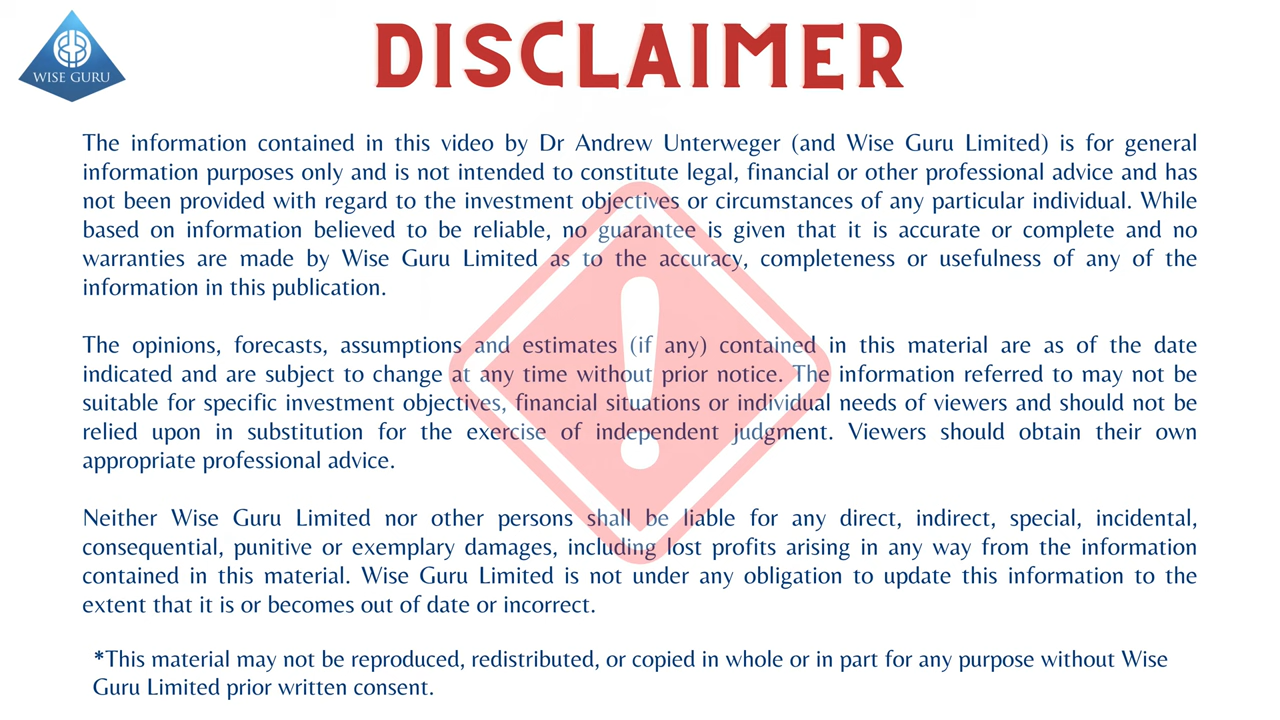 WISE GURU
DISCLAIMER
The information contained in this video by Dr Andrew Unterweger (and Wise Guru Limited) is for general
information purposes only and is not intended to constitute legal, financial or other professional advice and has
not been provided with regard to the investment objectives or circumstances of any particular individual. While
based on information believed to be reliable, no guarantee is given that it is accurate or complete and no
warranties are made by Wise Guru Limited as to the accuracy, completeness or usefulness of any of the
information in this publication.
The opinions, forecasts, assumptions and estimates (if any) contained in this material are as of the date
indicated and are subject to change at any time without prior notice. The information referred to may not be
suitable for specific investment objectives, financial situations or individual needs of viewers and should not be
relied upon in substitution for the exercise of independent judgment. Viewers should obtain their own
appropriate professional advice.
Neither Wise Guru Limited nor other persons shall be liable for any direct, indirect, special, incidental,
consequential, punitive or exemplary damages, including lost profits arising in any way from the information
contained in this material. Wise Guru Limited is not under any obligation to update this information to the
extent that it is or becomes out of date or incorrect.
*This material may not be reproduced, redistributed, or copied in whole or in part for any purpose without Wise
Guru Limited prior written consent.